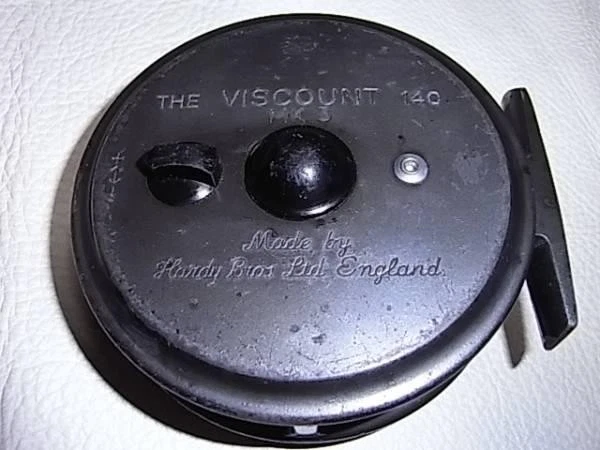 THE VISCOUNT 140
MK 3
Made by
Hardy Bros Ltd England